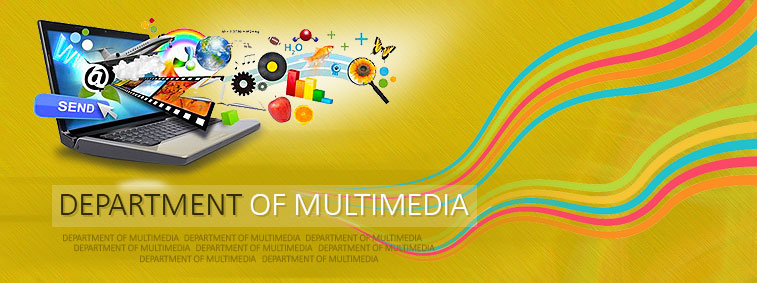 W
@
SEND
H₂O
DEPARTMENT OF MULTIMEDIA
DEPARTMENT OF MULTIMEDIA DEPARTMENT OF MULTIMEDIA DEPARTMENT OF MULTIMEDIA
DEPARTMENT OF MULTIMEDIA DEPARTMENT OF MULTIMEDIA DEPARTMENT OF MULTIMEDIA
DEPARTMENT OF MULTIMEDIA DEPARTMENT OF MULTIMEDIA